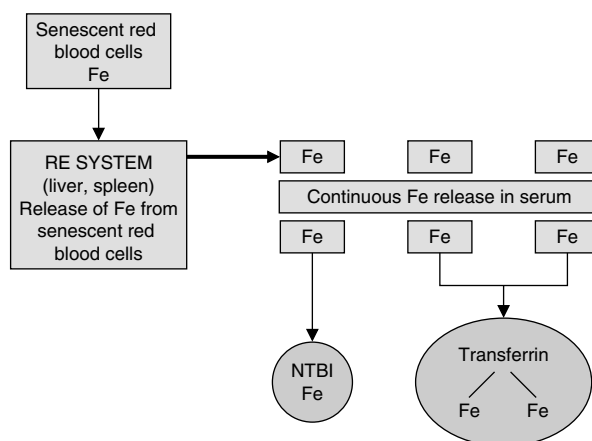 Senescent red
blood cells
Fe
RE SYSTEM
(liver, spleen)
Release of Fe from
senescent red
blood cells
Fe Fe Fe
Continuous Fe release in serum
Fe Fe Fe
NTBI
Fe
Transferrin
Fe Fe